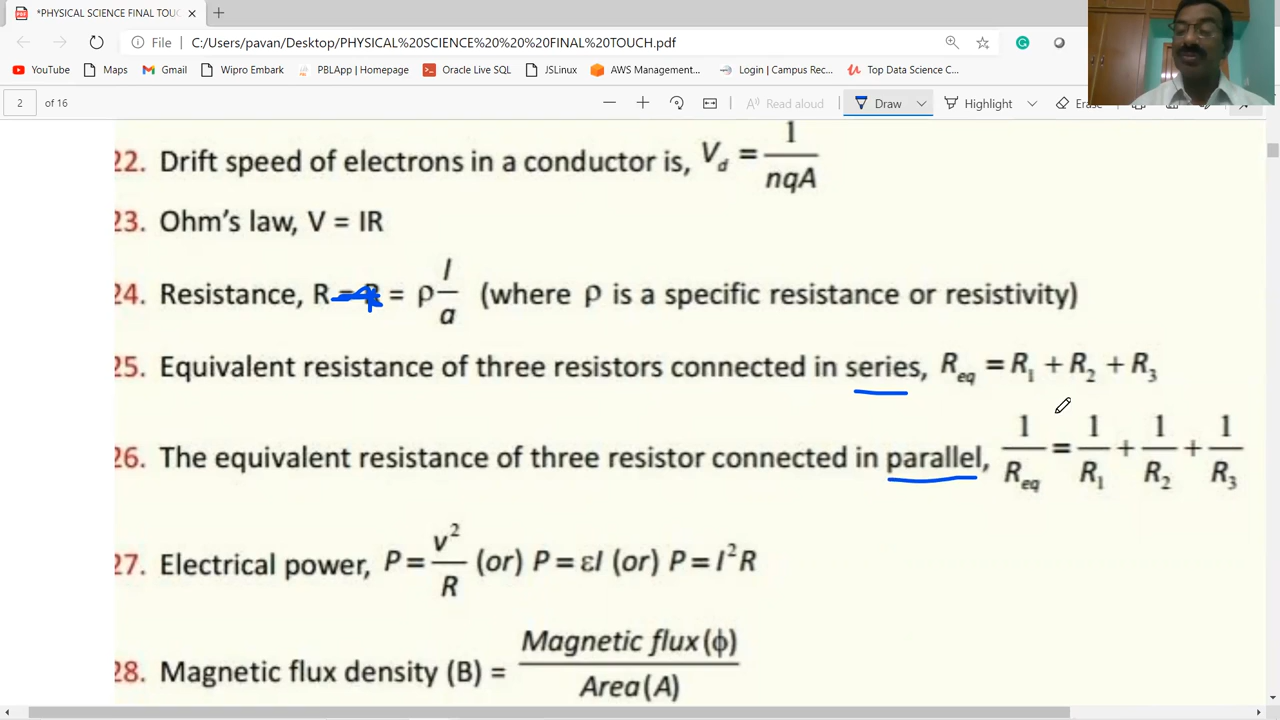 *PHYSICAL SCIENCE FINAL TOUC
File C:/Users/pavan/Desktop/PHYSICAL%20SCIENCE%20%20%20FINAL%20TOUCH.pdf
YouTube Maps Gmail Wipro Embark PBLApp | Homepage Oracle Live SQL JSLinux AWS Management... Login | Campus Rec... Top Data Science C...
2 of 16 Read aloud Draw Highlight Erase
22. Drift speed of electrons in a conductor is, V_d = 1/nqA
23. Ohm's law, V = IR
24. Resistance, R = R = ρ l/a (where ρ is a specific resistance or resistivity)
25. Equivalent resistance of three resistors connected in series, R_eq = R_1 + R_2 + R_3
26. The equivalent resistance of three resistor connected in parallel, 1/R_eq = 1/R_1 + 1/R_2 + 1/R_3
27. Electrical power, P = v²/R (or) P = εI (or) P = I²R
28. Magnetic flux density (B) = Magnetic flux (ϕ)/Area (A)